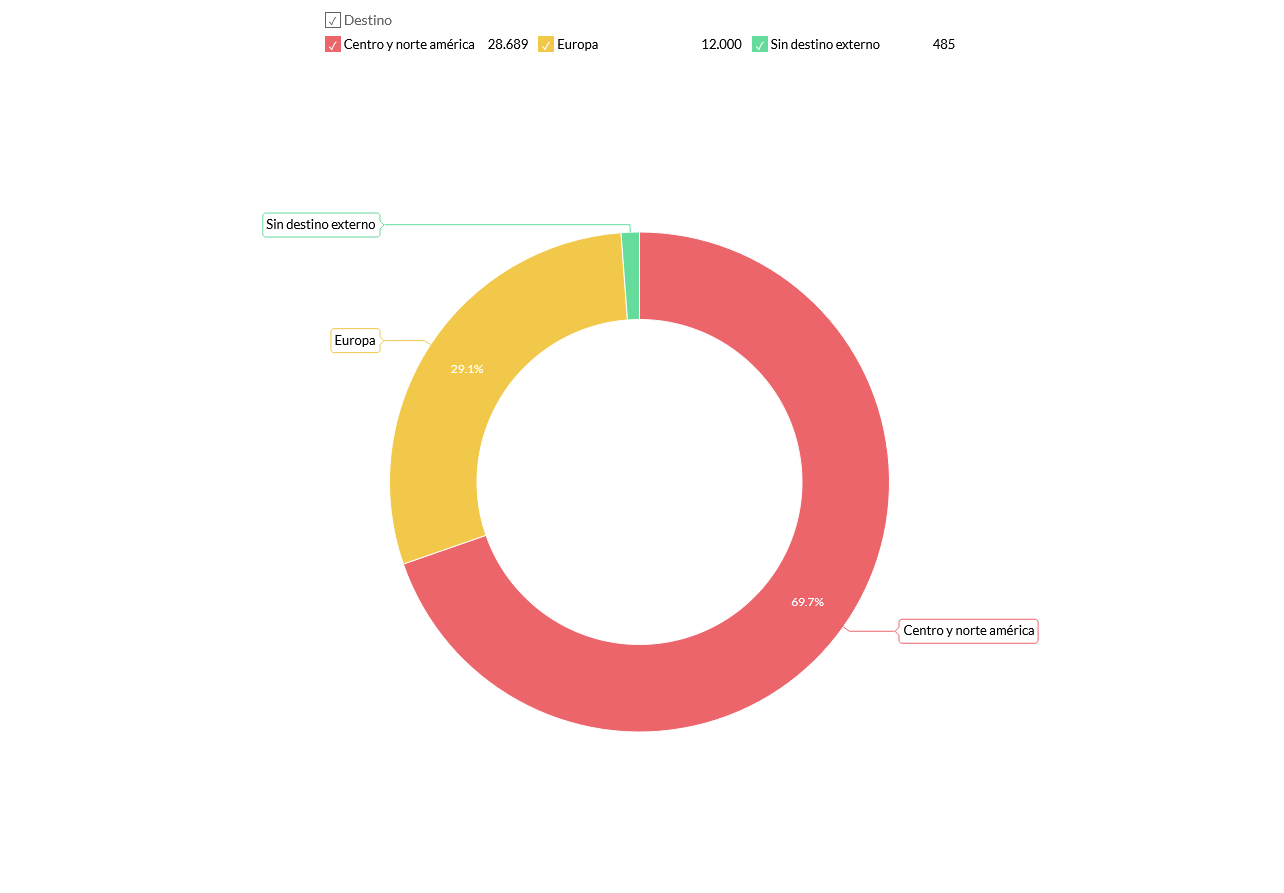 Destino
Centro y norte américa 28.689 Europa 12.000 Sin destino externo 485
Sin destino externo
Europa
29.1%
69.7%
Centro y norte américa